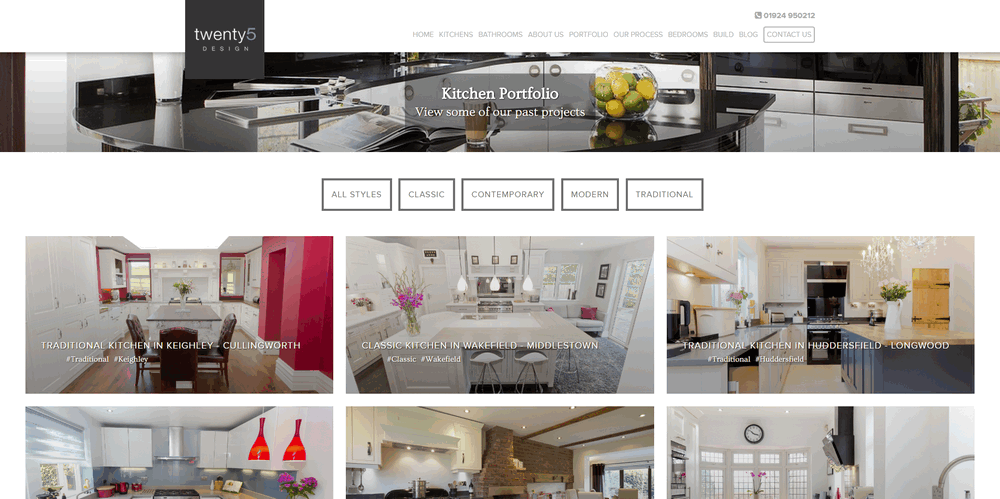 01924 950212
twenty5
DESIGN
HOME KITCHENS BATHROOMS ABOUT US PORTFOLIO OUR PROCESS BEDROOMS BUILD BLOG CONTACT US
Kitchen Portfolio
View some of our past projects
ALL STYLES CLASSIC CONTEMPORARY MODERN TRADITIONAL
TRADITIONAL KITCHEN IN KEIGHLEY - CULLINGWORTH
#Traditional #Keighley
CLASSIC KITCHEN IN WAKEFIELD - MIDDLESTOWN
#Classic #Wakefield
TRADITIONAL KITCHEN IN HUDDERSFIELD - LONGWOOD
#Traditional #Huddersfield